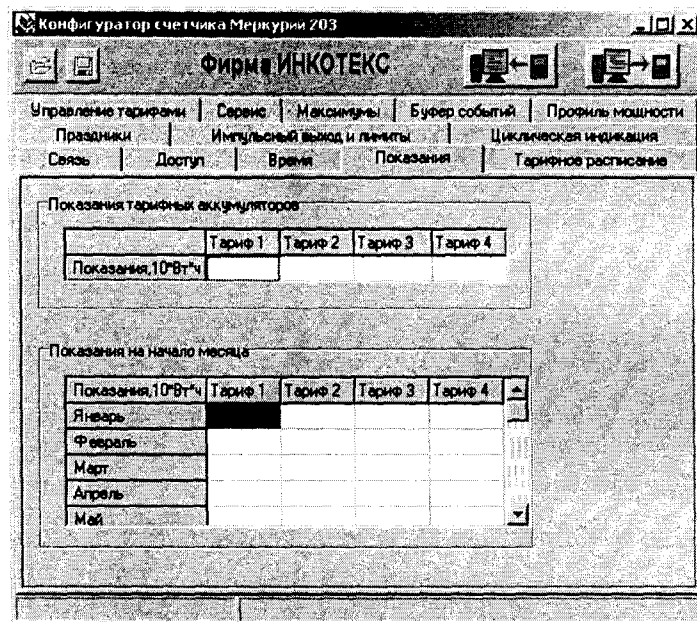 Конфигуратор счетчика Меркурий 203
Фирма ИНКОТЕКС
Управление тарифами Сервис Максимумы Буфер событий Профиль мощности
Праздники Импульсный выход и лимиты Циклическая индикация
Связь Доступ Время Показания Тарифное расписание
Показания тарифных аккумуляторов
Тариф 1 Тариф 2 Тариф 3 Тариф 4
Показания,10*Вт*ч
Показания на начало месяца
Показания,10*Вт*ч Тариф 1 Тариф 2 Тариф 3 Тариф 4
Январь
Февраль
Март
Апрель
Май